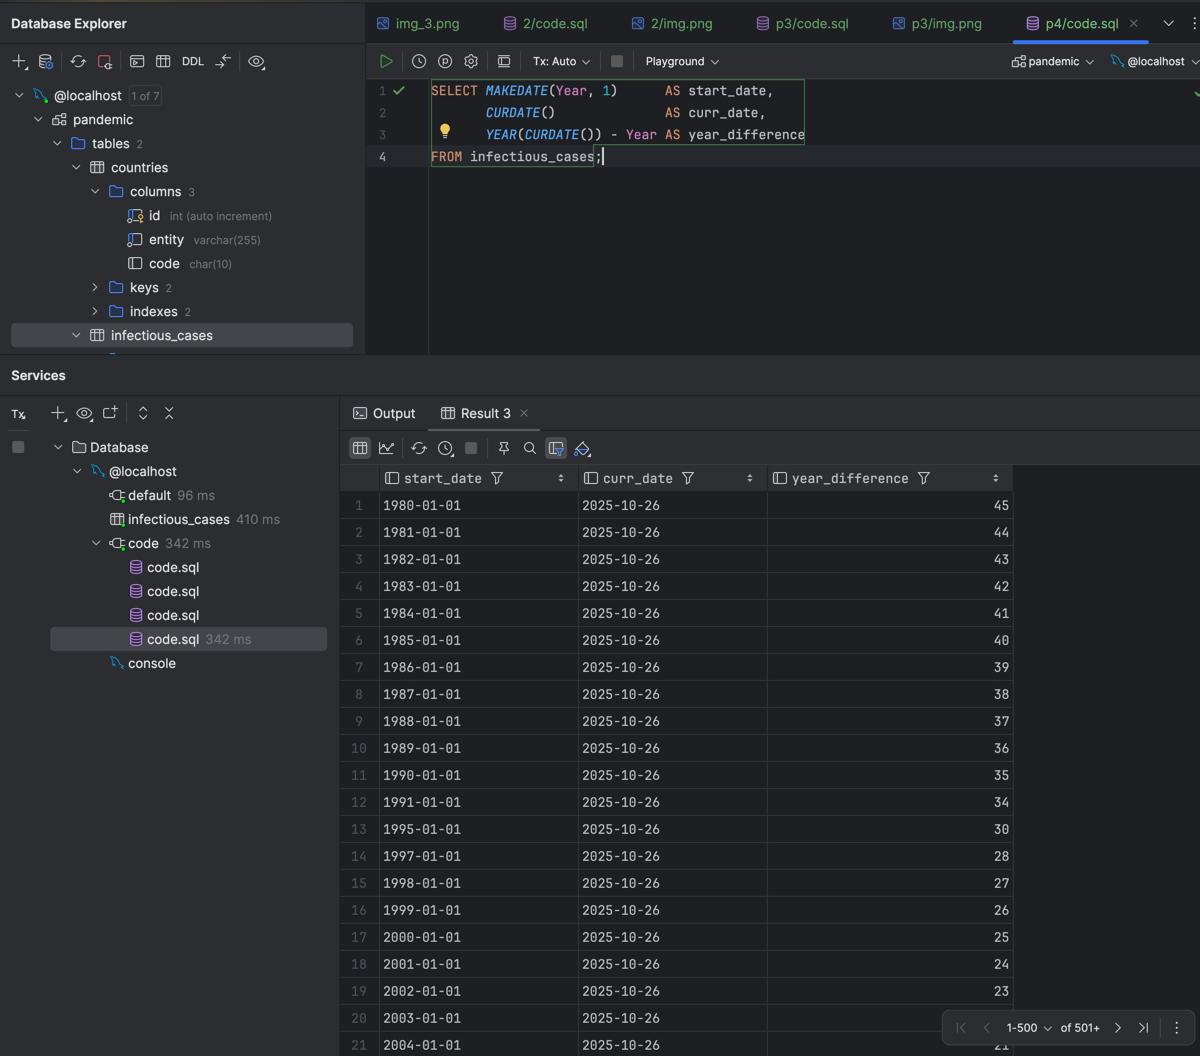 Database Explorer
img_3.png
2/code.sql
2/img.png
p3/code.sql
p3/img.png
p4/code.sql
DDL
Tx: Auto
Playground
pandemic
@localhost
@localhost 1 of 7
pandemic
tables 2
countries
columns 3
id int (auto increment)
entity varchar(255)
code char(10)
keys 2
indexes 2
infectious_cases
1 SELECT MAKEDATE(Year, 1) AS start_date,
2 CURDATE() AS curr_date,
3 YEAR(CURDATE()) - Year AS year_difference
4 FROM infectious_cases;
Services
Tx
Database
@localhost
default 96 ms
infectious_cases 410 ms
code 342 ms
code.sql
code.sql
code.sql
code.sql 342 ms
console
Output
Result 3
start_date curr_date year_difference
1 1980-01-01 2025-10-26 45
2 1981-01-01 2025-10-26 44
3 1982-01-01 2025-10-26 43
4 1983-01-01 2025-10-26 42
5 1984-01-01 2025-10-26 41
6 1985-01-01 2025-10-26 40
7 1986-01-01 2025-10-26 39
8 1987-01-01 2025-10-26 38
9 1988-01-01 2025-10-26 37
10 1989-01-01 2025-10-26 36
11 1990-01-01 2025-10-26 35
12 1991-01-01 2025-10-26 34
13 1995-01-01 2025-10-26 30
14 1997-01-01 2025-10-26 28
15 1998-01-01 2025-10-26 27
16 1999-01-01 2025-10-26 26
17 2000-01-01 2025-10-26 25
18 2001-01-01 2025-10-26 24
19 2002-01-01 2025-10-26 23
20 2003-01-01 2025-10-26
21 2004-01-01 2025-10-26 21
1-500 of 501+